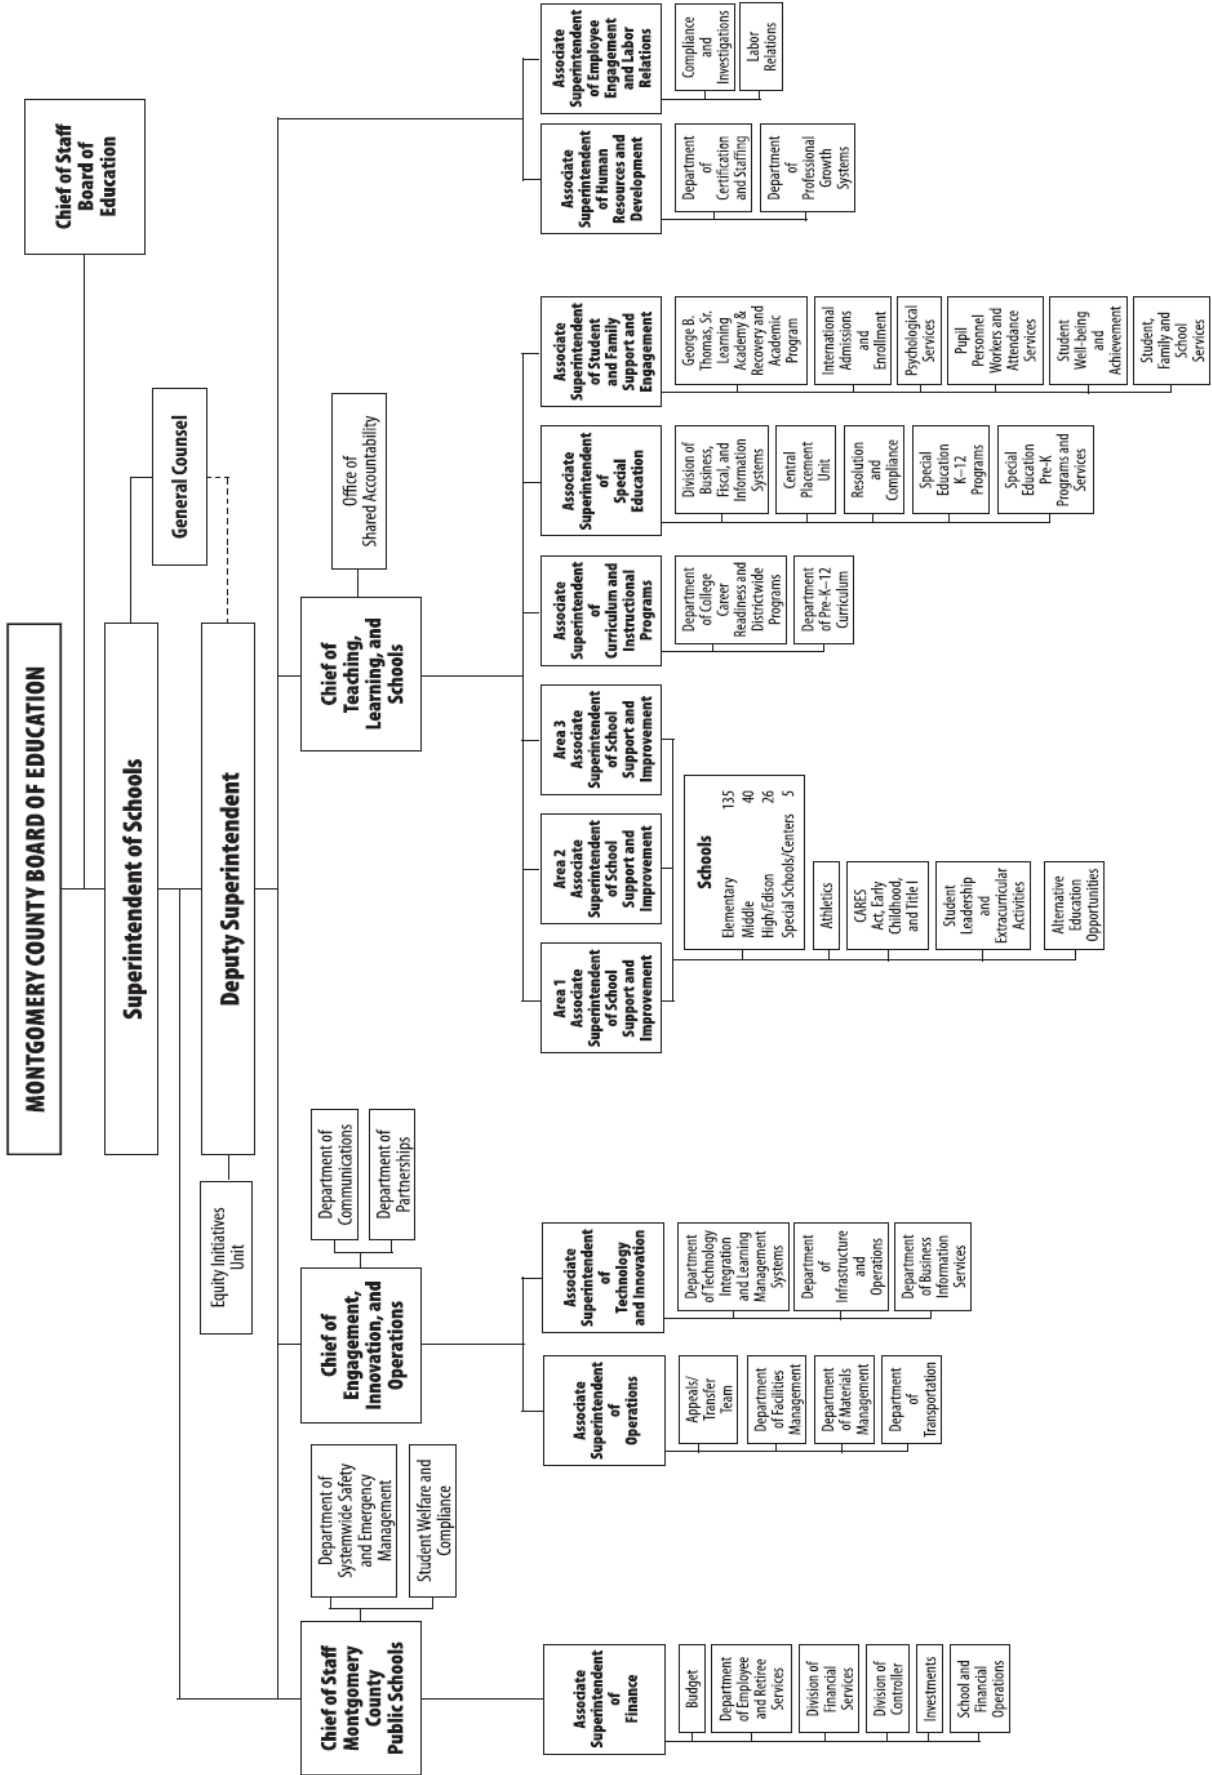 MONTGOMERY COUNTY BOARD OF EDUCATION
Chief of Staff
Board of
Education
Superintendent of Schools
General Counsel
Deputy Superintendent
Equity Initiatives
Unit
Chief of Staff
Montgomery
County
Public Schools
Department of
Systemwide Safety
and Emergency
Management
Student Welfare and
Compliance
Chief of
Engagement,
Innovation, and
Operations
Department of
Communications
Department of
Partnerships
Chief of
Teaching,
Learning, and
Schools
Office of
Shared Accountability
Associate
Superintendent
of
Finance
Budget
Department
of Employee
and Retiree
Services
Division of
Financial
Services
Division of
Controller
Investments
School and
Financial
Operations
Associate
Superintendent
of
Operations
Appeals/
Transfer
Team
Department
of Facilities
Management
Department
of Materials
Management
Department
of
Transportation
Associate
Superintendent
of
Technology
and Innovation
Department
of Technology
Integration
and Learning
Management
Systems
Department
of
Infrastructure
and
Operations
Department
of Business
Information
Services
Area 1
Associate
Superintendent
of School
Support and
Improvement
Area 2
Associate
Superintendent
of School
Support and
Improvement
Area 3
Associate
Superintendent
of School
Support and
Improvement
Schools
Elementary 135
Middle 40
High/Edison 26
Special Schools/Centers 5
Athletics
CARES
Act, Early
Childhood,
and Title I
Student
Leadership
and
Extracurricular
Activities
Alternative
Education
Opportunities
Associate
Superintendent
of
Curriculum and
Instructional
Programs
Department
of College
Career
Readiness and
Districtwide
Programs
Department
of Pre-K–12
Curriculum
Associate
Superintendent
of
Special
Education
Division of
Business,
Fiscal, and
Information
Systems
Central
Placement
Unit
Resolution
and
Compliance
Special
Education
K–12
Programs
Special
Education
Pre-K
Programs and
Services
Associate
Superintendent
of Student
and Family
Support and
Engagement
George B.
Thomas, Sr.
Learning
Academy &
Recovery and
Academic
Program
International
Admissions
and
Enrollment
Psychological
Services
Pupil
Personnel
Workers and
Attendance
Services
Student
Well-being
and
Achievement
Student,
Family and
School
Services
Associate
Superintendent
of Human
Resources and
Development
Department
of
Certification
and Staffing
Department
of
Professional
Growth
Systems
Associate
Superintendent
of Employee
Engagement
and Labor
Relations
Compliance
and
Investigations
Labor
Relations